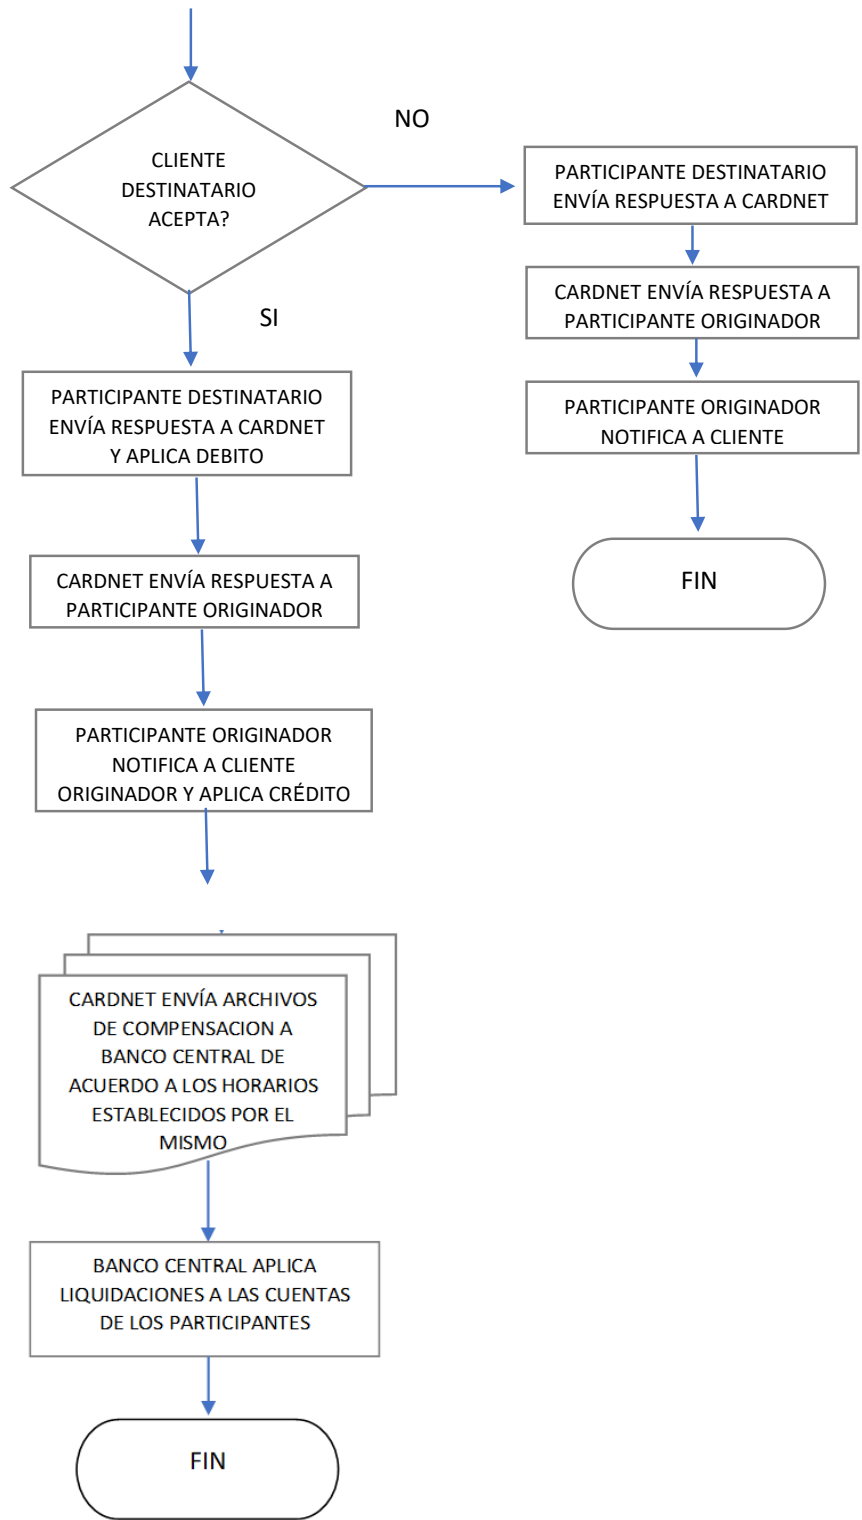 CLIENTE
DESTINATARIO
ACEPTA?
NO
PARTICIPANTE DESTINATARIO
ENVÍA RESPUESTA A CARDNET
CARDNET ENVÍA RESPUESTA A
PARTICIPANTE ORIGINADOR
PARTICIPANTE ORIGINADOR
NOTIFICA A CLIENTE
FIN
SI
PARTICIPANTE DESTINATARIO
ENVÍA RESPUESTA A CARDNET
Y APLICA DEBITO
CARDNET ENVÍA RESPUESTA A
PARTICIPANTE ORIGINADOR
PARTICIPANTE ORIGINADOR
NOTIFICA A CLIENTE
ORIGINADOR Y APLICA CRÉDITO
CARDNET ENVÍA ARCHIVOS
DE COMPENSACION A
BANCO CENTRAL DE
ACUERDO A LOS HORARIOS
ESTABLECIDOS POR EL
MISMO
BANCO CENTRAL APLICA
LIQUIDACIONES A LAS CUENTAS
DE LOS PARTICIPANTES
FIN